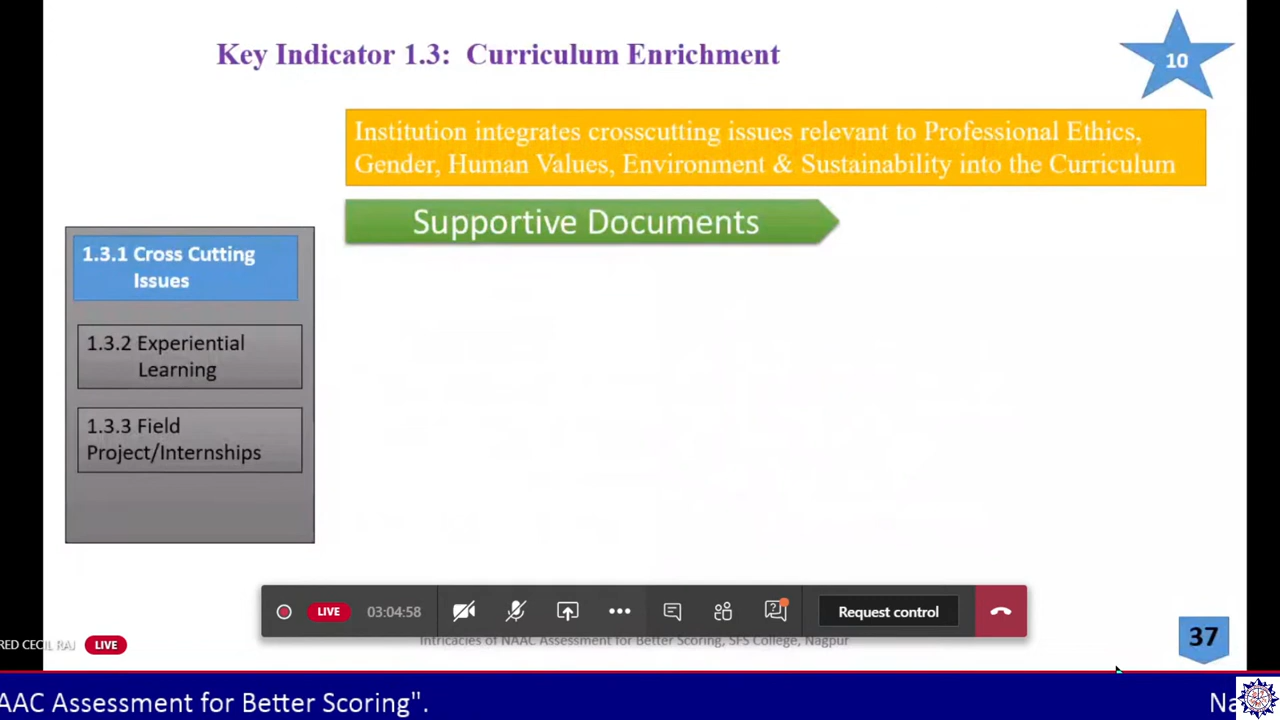 Key Indicator 1.3: Curriculum Enrichment
10
Institution integrates crosscutting issues relevant to Professional Ethics,
Gender, Human Values, Environment & Sustainability into the Curriculum
Supportive Documents
1.3.1 Cross Cutting
Issues
1.3.2 Experiential
Learning
1.3.3 Field
Project/Internships
LIVE
03:04:58
Request control
Intricacies of NAAC Assessment for Better Scoring, SFS College, Nagpur
37
RED CECIL RAJ
LIVE
AAC Assessment for Better Scoring".
Na